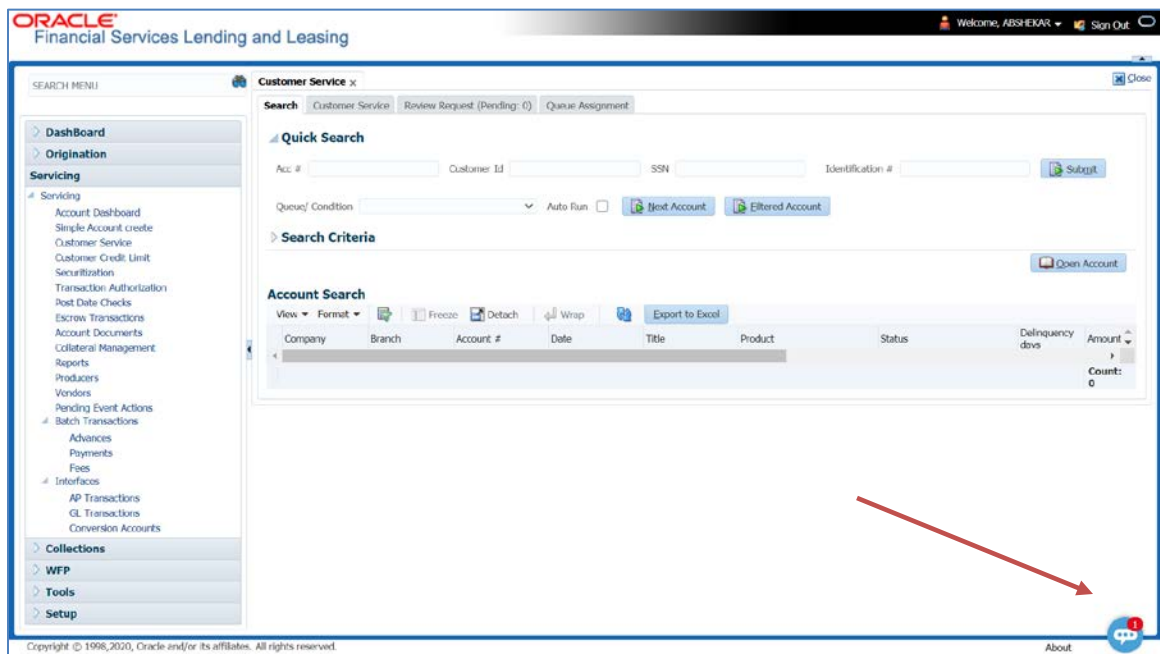 ORACLE'
Financial Services Lending and Leasing
Welcome, ABSHEKAR
Sign Out
Close
SEARCH MENU
DashBoard
Origination
Servicing
Servicing
Account Dashboard
Simple Account create
Customer Service
Customer Credit Limit
Securitization
Transaction Authorization
Post Date Checks
Escrow Transactions
Account Documents
Collateral Management
Reports
Producers
Vendors
Pending Event Actions
Batch Transactions
Advances
Payments
Fees
Interfaces
AP Transactions
GL Transactions
Conversion Accounts
Collections
WFP
Tools
Setup
Customer Service x
Search Customer Service Review Request (Pending: 0) Queue Assignment
Quick Search
Acc # Customer Id SSN Identification # Submit
Queue/ Condition Auto Run Next Account Filtered Account
Search Criteria
Open Account
Account Search
View Format Freeze Detach Wrap Export to Excel
Company Branch Account # Date Title Product Status Delinquency days Amount
Count:
0
1
Copyright © 1998,2020, Oracle and/or its affiliates. All rights reserved.
About